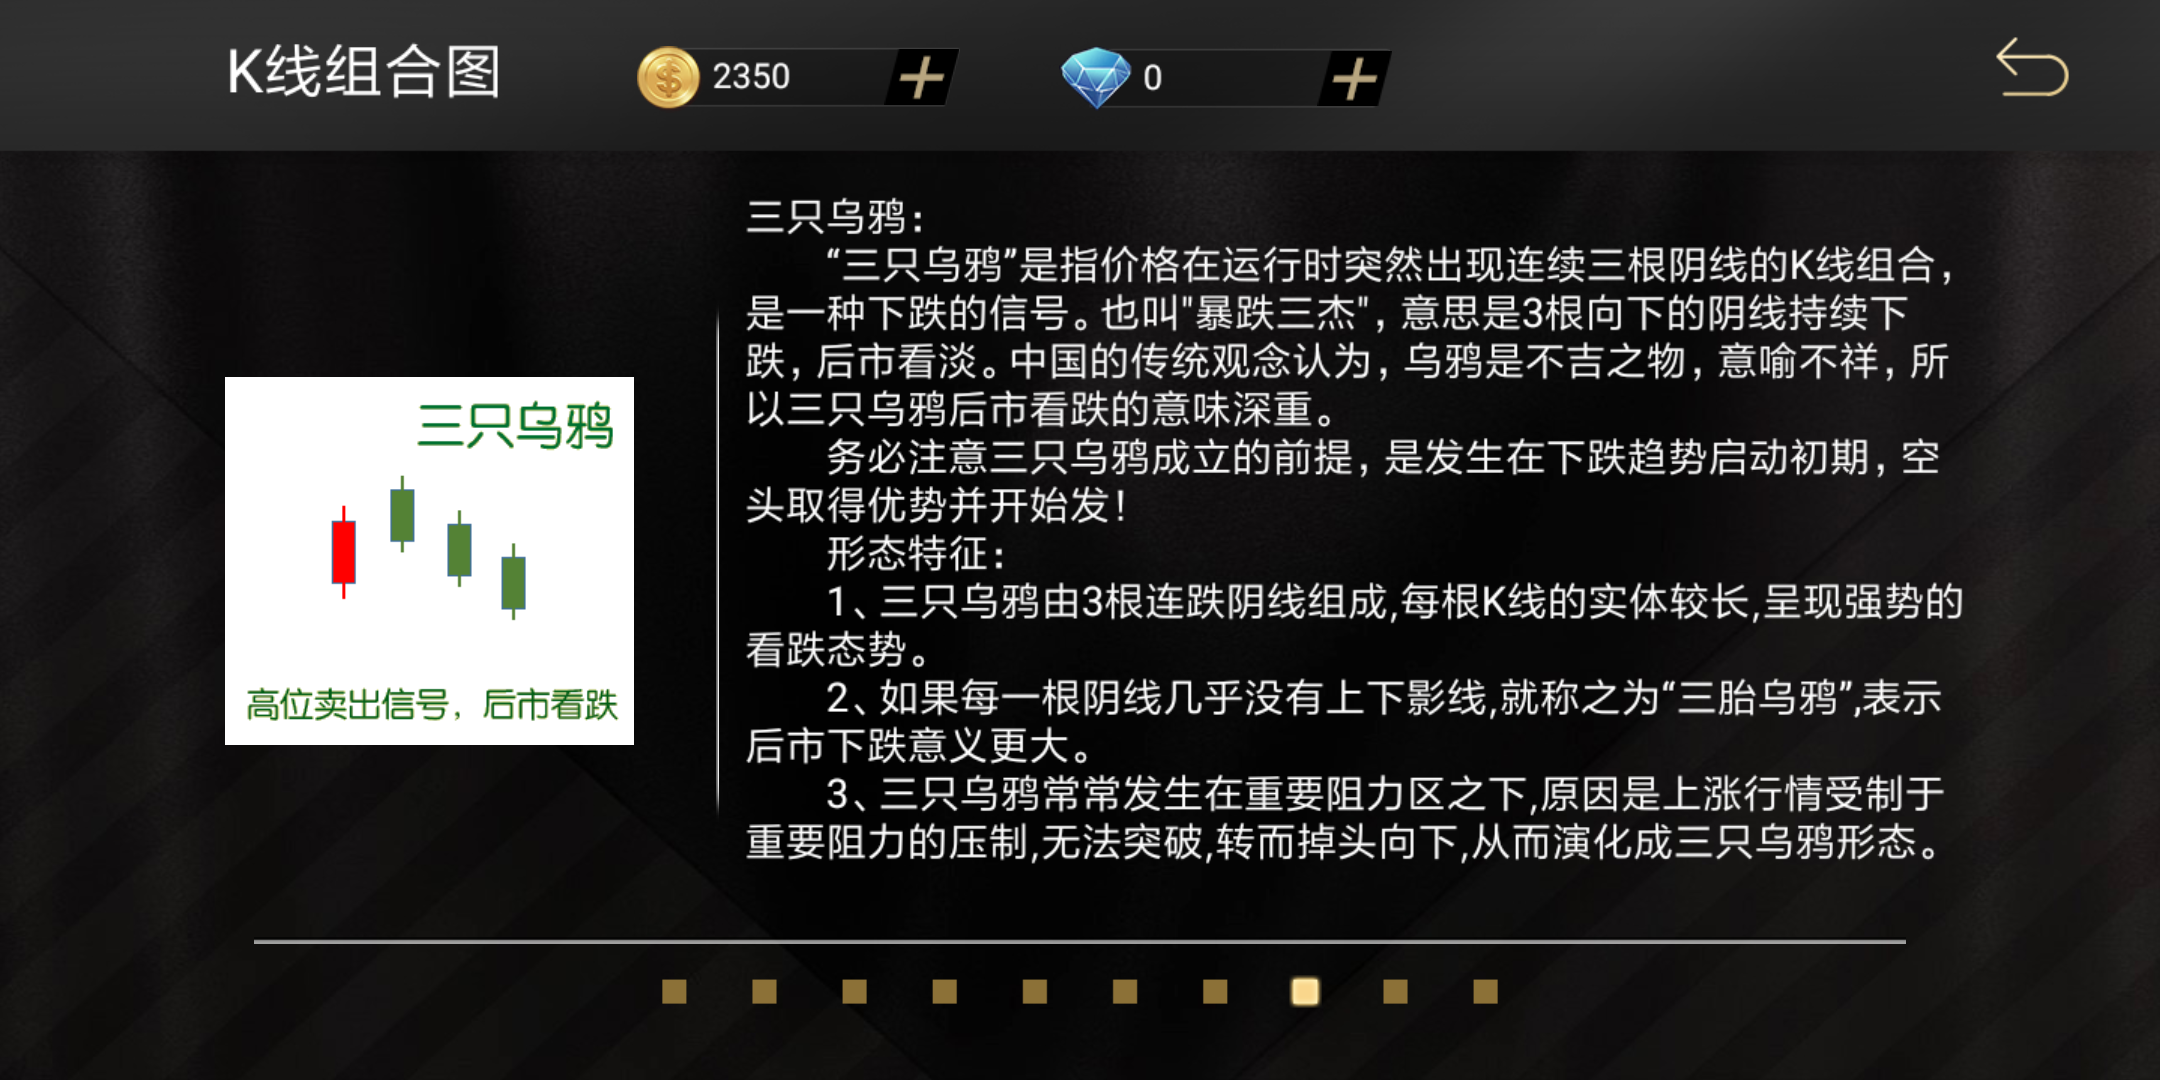 K线组合图
2350
0
三只乌鸦
高位卖出信号，后市看跌
三只乌鸦：
“三只乌鸦”是指价格在运行时突然出现连续三根阴线的K线组合，
是一种下跌的信号。也叫"暴跌三杰"，意思是3根向下的阴线持续下
跌，后市看淡。中国的传统观念认为，乌鸦是不吉之物，意喻不祥，所
以三只乌鸦后市看跌的意味深重。
务必注意三只乌鸦成立的前提，是发生在下跌趋势启动初期，空
头取得优势并开始发！
形态特征：
1、三只乌鸦由3根连跌阴线组成,每根K线的实体较长,呈现强势的
看跌态势。
2、如果每一根阴线几乎没有上下影线,就称之为“三胎乌鸦”,表示
后市下跌意义更大。
3、三只乌鸦常常发生在重要阻力区之下,原因是上涨行情受制于
重要阻力的压制,无法突破,转而掉头向下,从而演化成三只乌鸦形态。